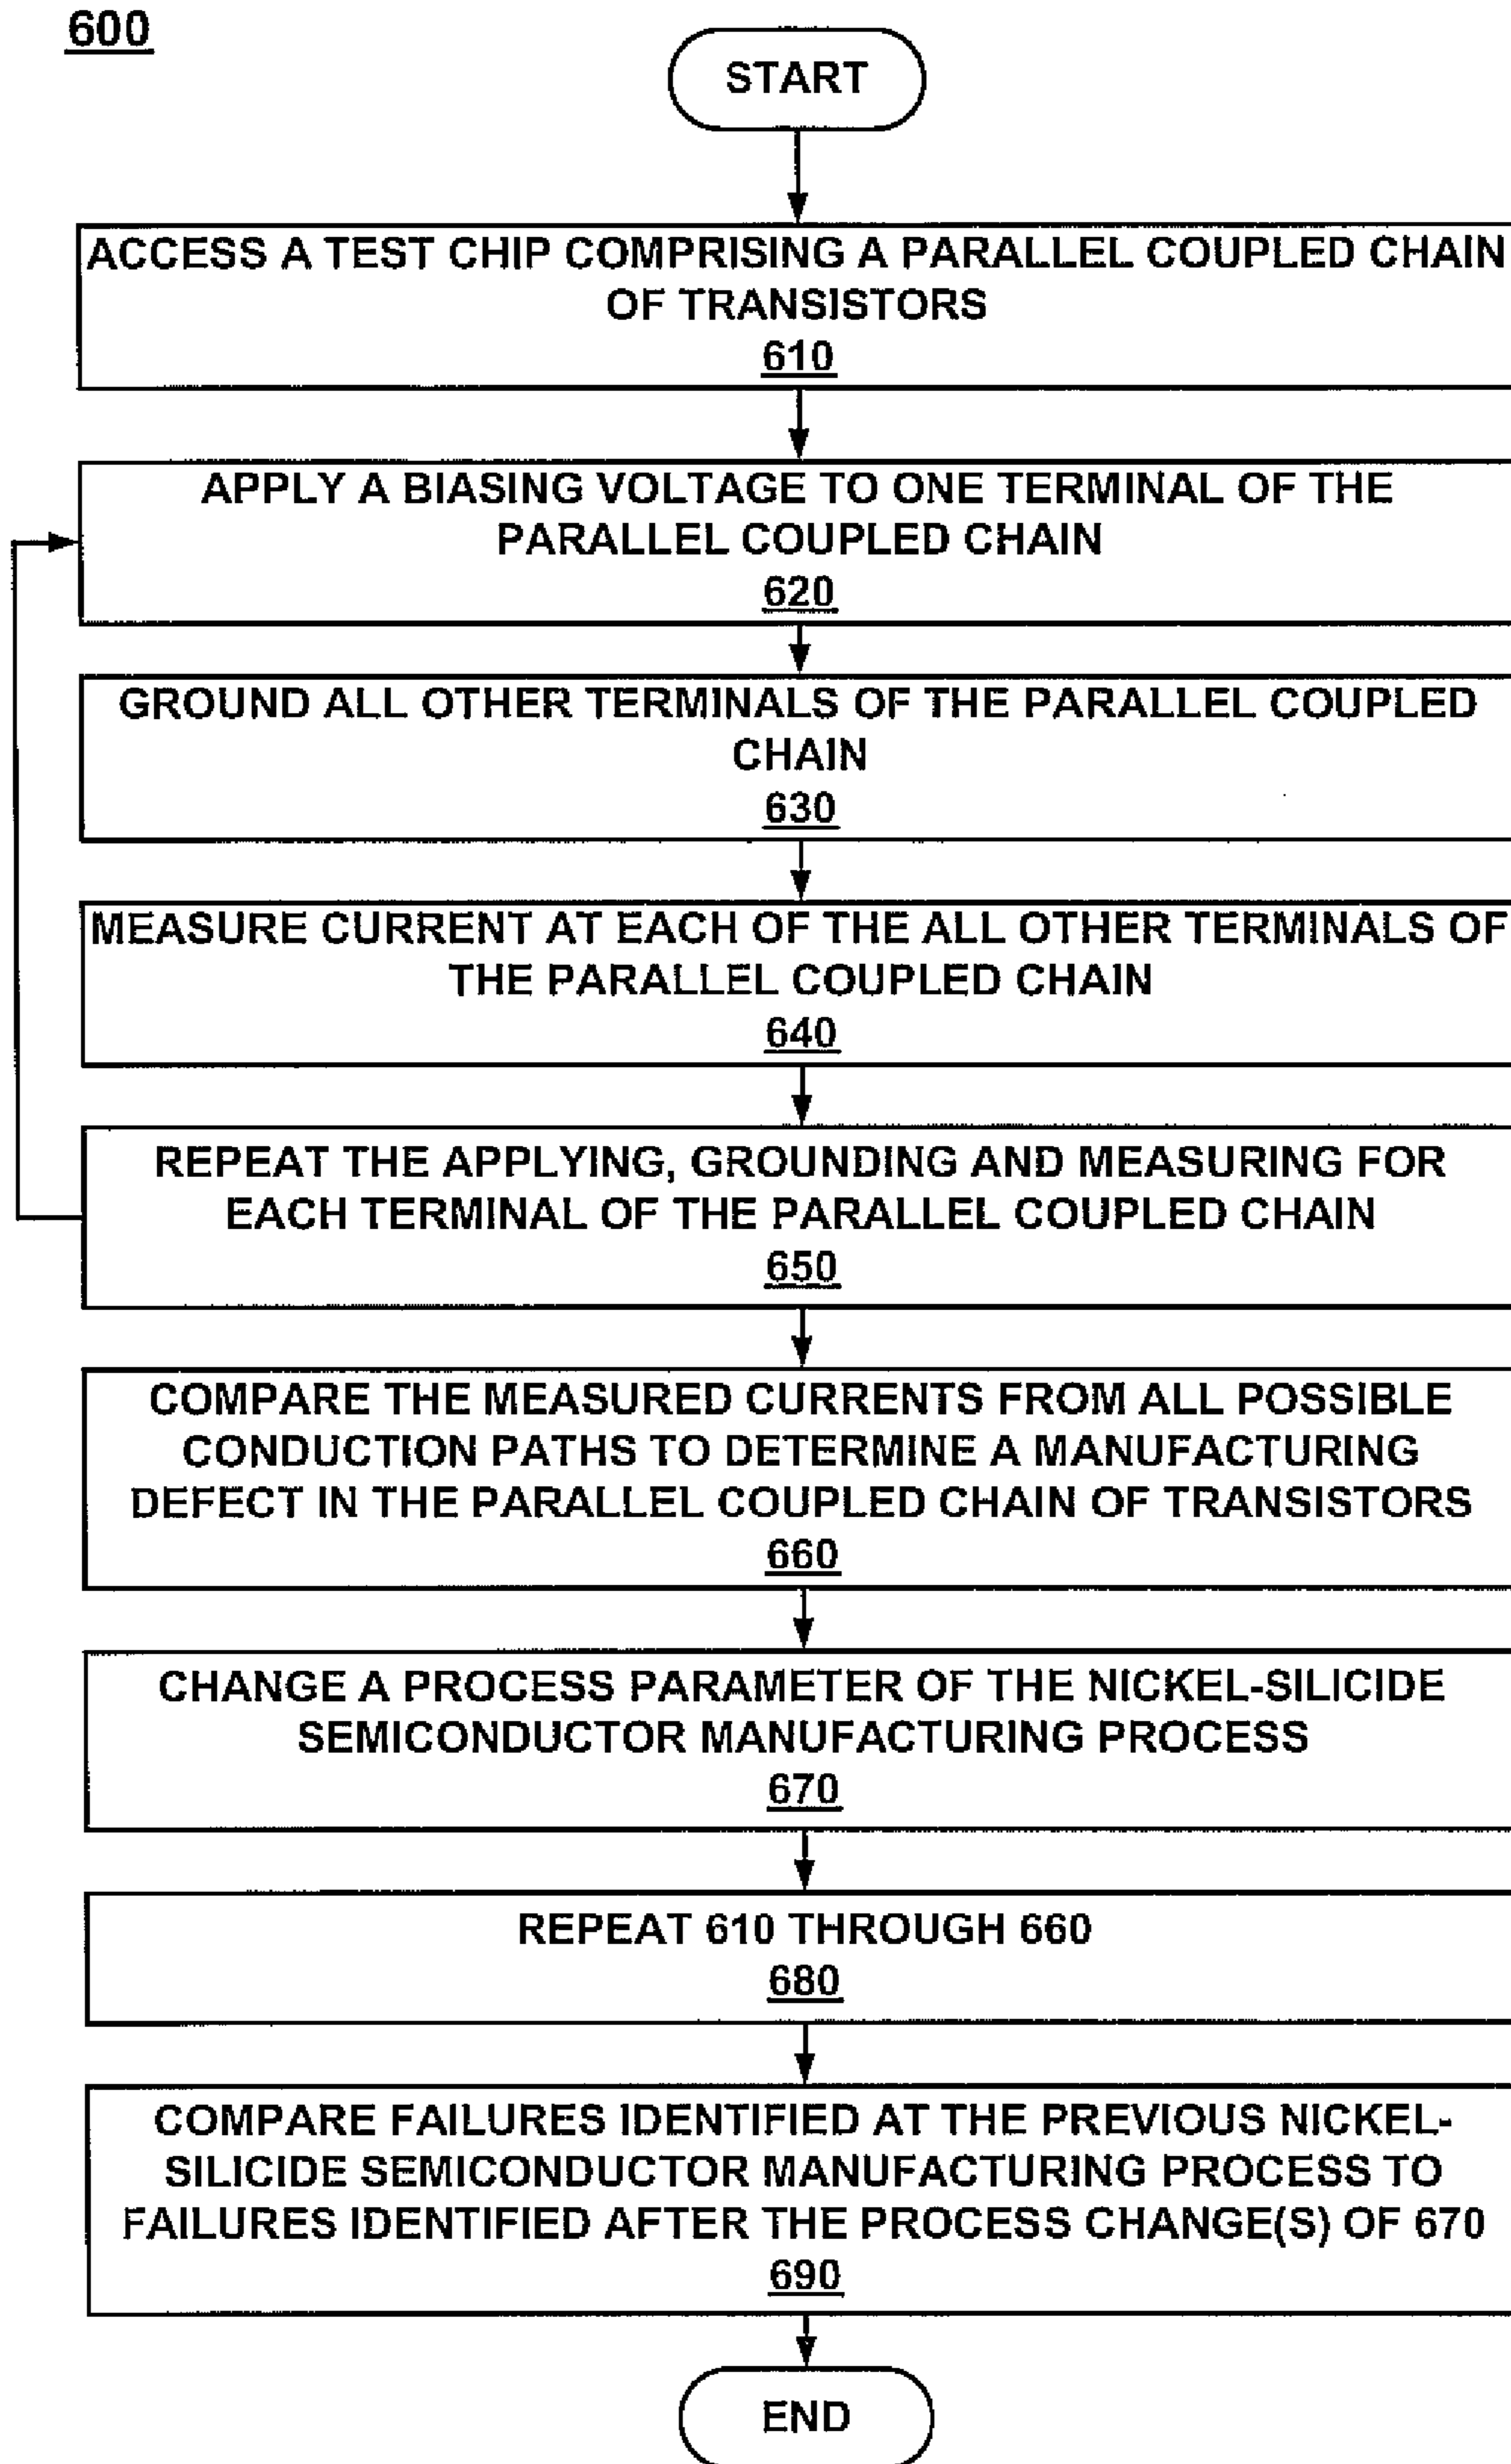 600
START
ACCESS A TEST CHIP COMPRISING A PARALLEL COUPLED CHAIN
OF TRANSISTORS
610
APPLY A BIASING VOLTAGE TO ONE TERMINAL OF THE
PARALLEL COUPLED CHAIN
620
GROUND ALL OTHER TERMINALS OF THE PARALLEL COUPLED
CHAIN
630
MEASURE CURRENT AT EACH OF THE ALL OTHER TERMINALS OF
THE PARALLEL COUPLED CHAIN
640
REPEAT THE APPLYING, GROUNDING AND MEASURING FOR
EACH TERMINAL OF THE PARALLEL COUPLED CHAIN
650
COMPARE THE MEASURED CURRENTS FROM ALL POSSIBLE
CONDUCTION PATHS TO DETERMINE A MANUFACTURING
DEFECT IN THE PARALLEL COUPLED CHAIN OF TRANSISTORS
660
CHANGE A PROCESS PARAMETER OF THE NICKEL-SILICIDE
SEMICONDUCTOR MANUFACTURING PROCESS
670
REPEAT 610 THROUGH 660
680
COMPARE FAILURES IDENTIFIED AT THE PREVIOUS NICKEL-
SILICIDE SEMICONDUCTOR MANUFACTURING PROCESS TO
FAILURES IDENTIFIED AFTER THE PROCESS CHANGE(S) OF 670
690
END